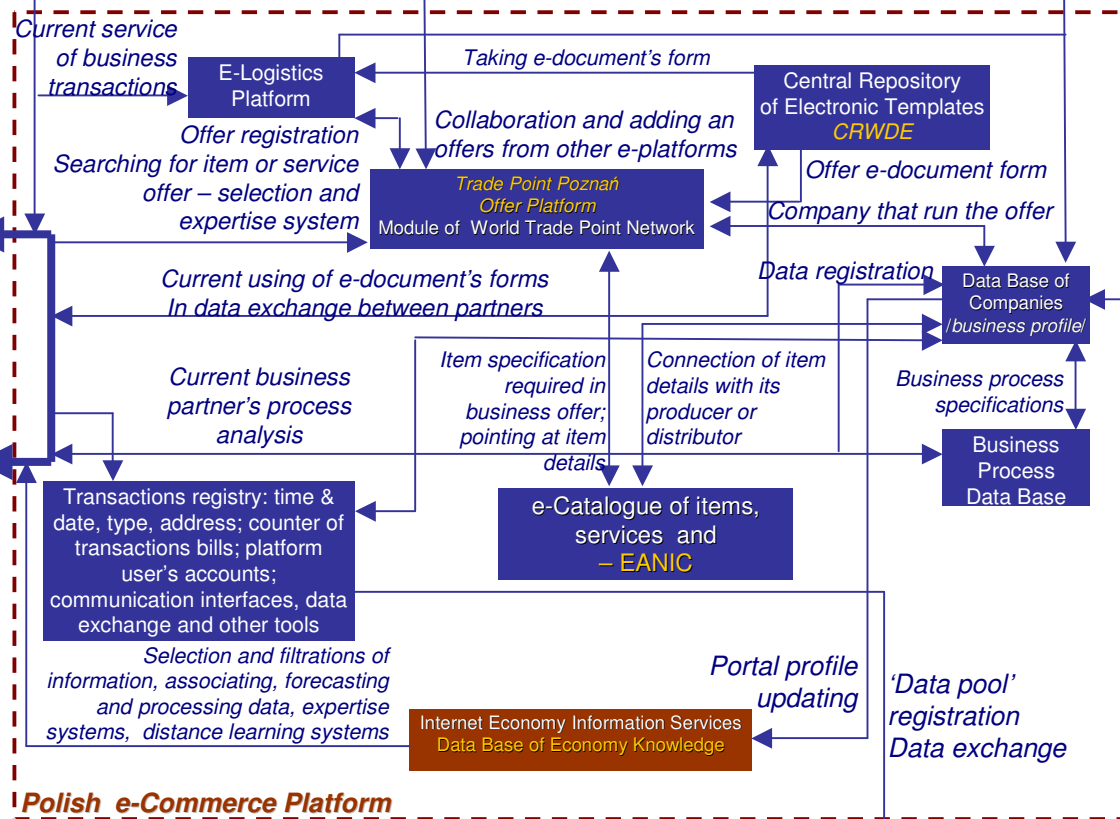 Current service
of business
transactions
E-Logistics
Platform
Taking e-document's form
Central Repository
of Electronic Templates
CRWDE
Offer registration
Searching for item or service
offer – selection and
expertise system
Collaboration and adding an
offers from other e-platforms
Offer e-document form
Trade Point Poznań
Offer Platform
Module of World Trade Point Network
Company that run the offer
Current using of e-document's forms
In data exchange between partners
Data registration
Data Base of
Companies
/business profile/
Current business
partner's process
analysis
Item specification
required in
business offer;
pointing at item
details
Connection of item
details with its
producer or
distributor
Business process
specifications
Business
Process
Data Base
Transactions registry: time &
date, type, address; counter of
transactions bills; platform
user's accounts;
communication interfaces, data
exchange and other tools
e-Catalogue of items,
services and
– EANIC
Selection and filtrations of
information, associating, forecasting
and processing data, expertise
systems, distance learning systems
Internet Economy Information Services
Data Base of Economy Knowledge
Portal profile
updating
‘Data pool’
registration
Data exchange
Polish e-Commerce Platform